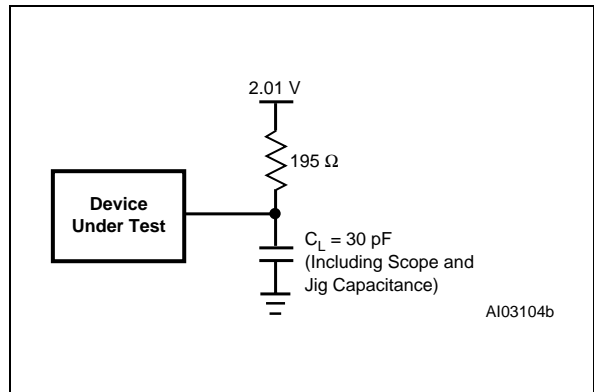 2.01 V
195 Ω
Device
Under Test
C_L = 30 pF
(Including Scope and
Jig Capacitance)
AI03104b